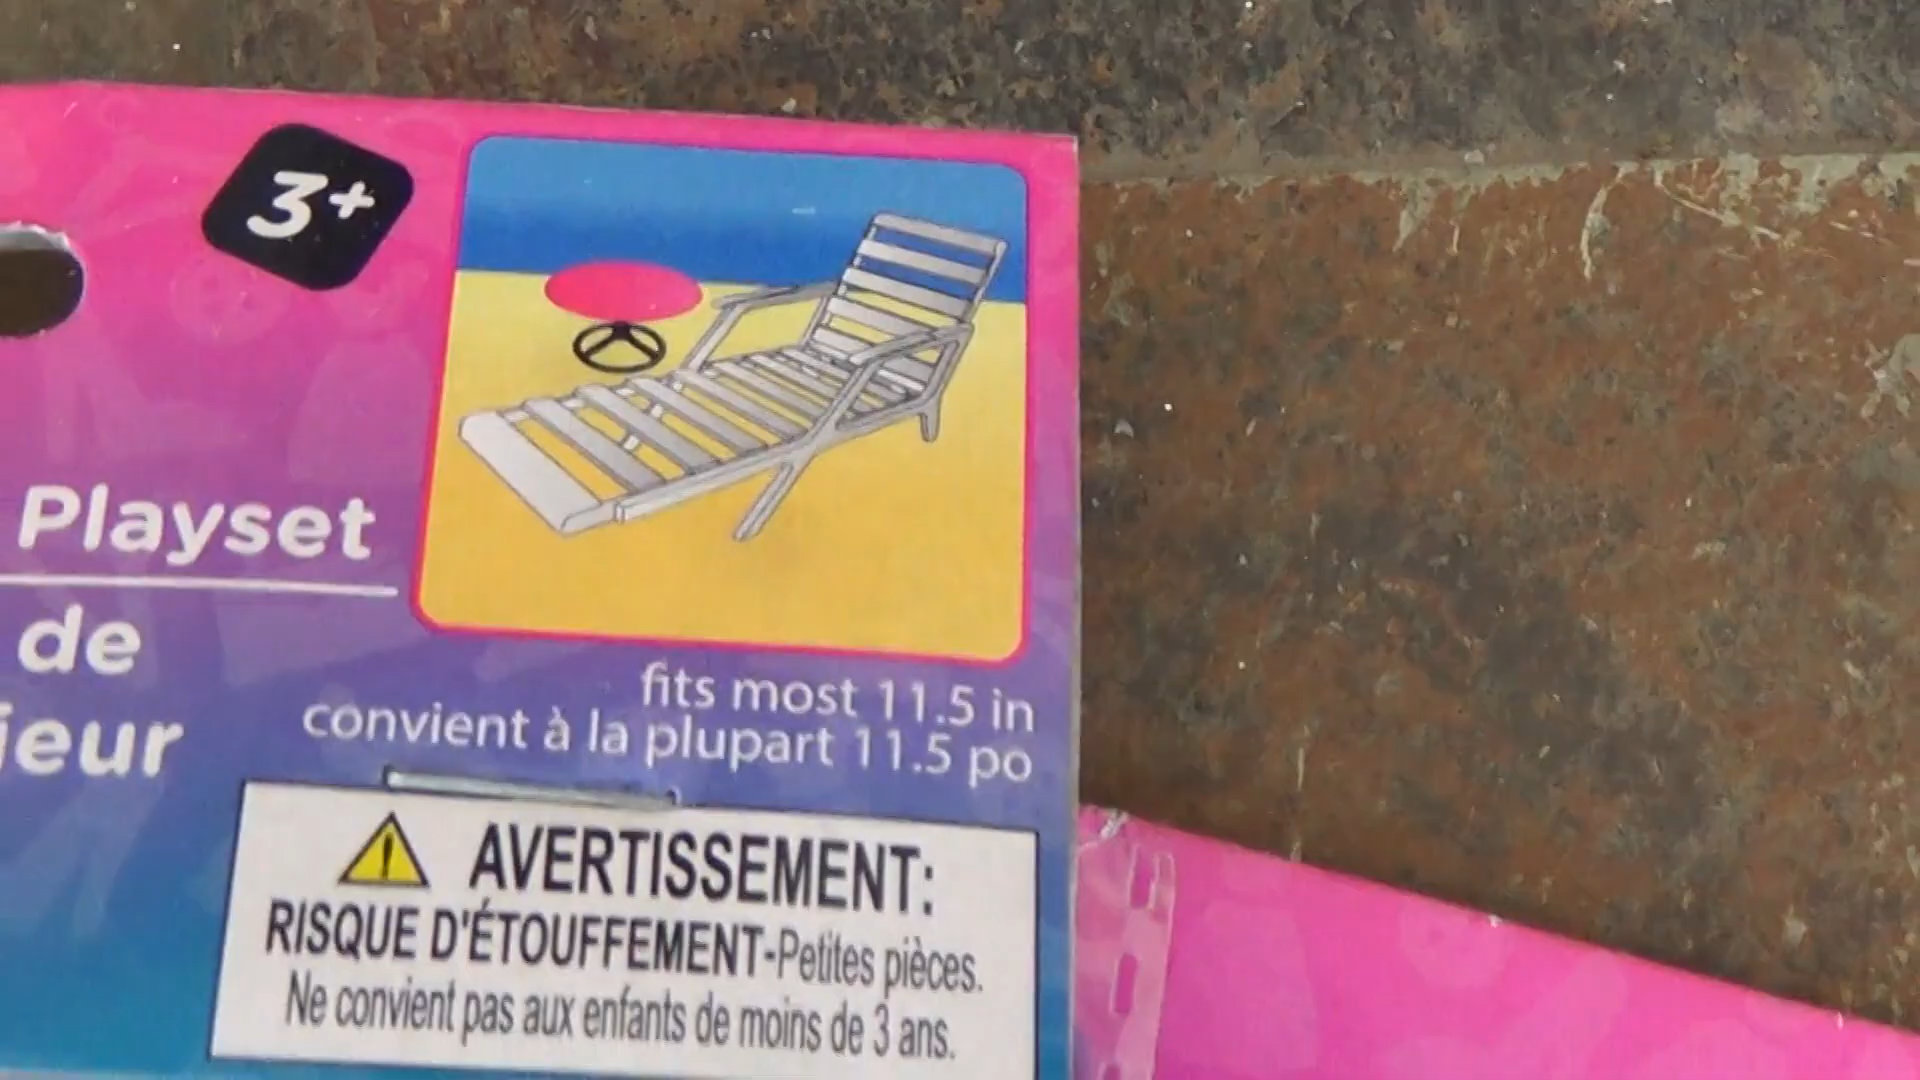 3+
Playset
de
ieur
fits most 11.5 in
convient à la plupart 11.5 po
AVERTISSEMENT:
RISQUE D'ÉTOUFFEMENT-Petites pièces.
Ne convient pas aux enfants de moins de 3 ans.